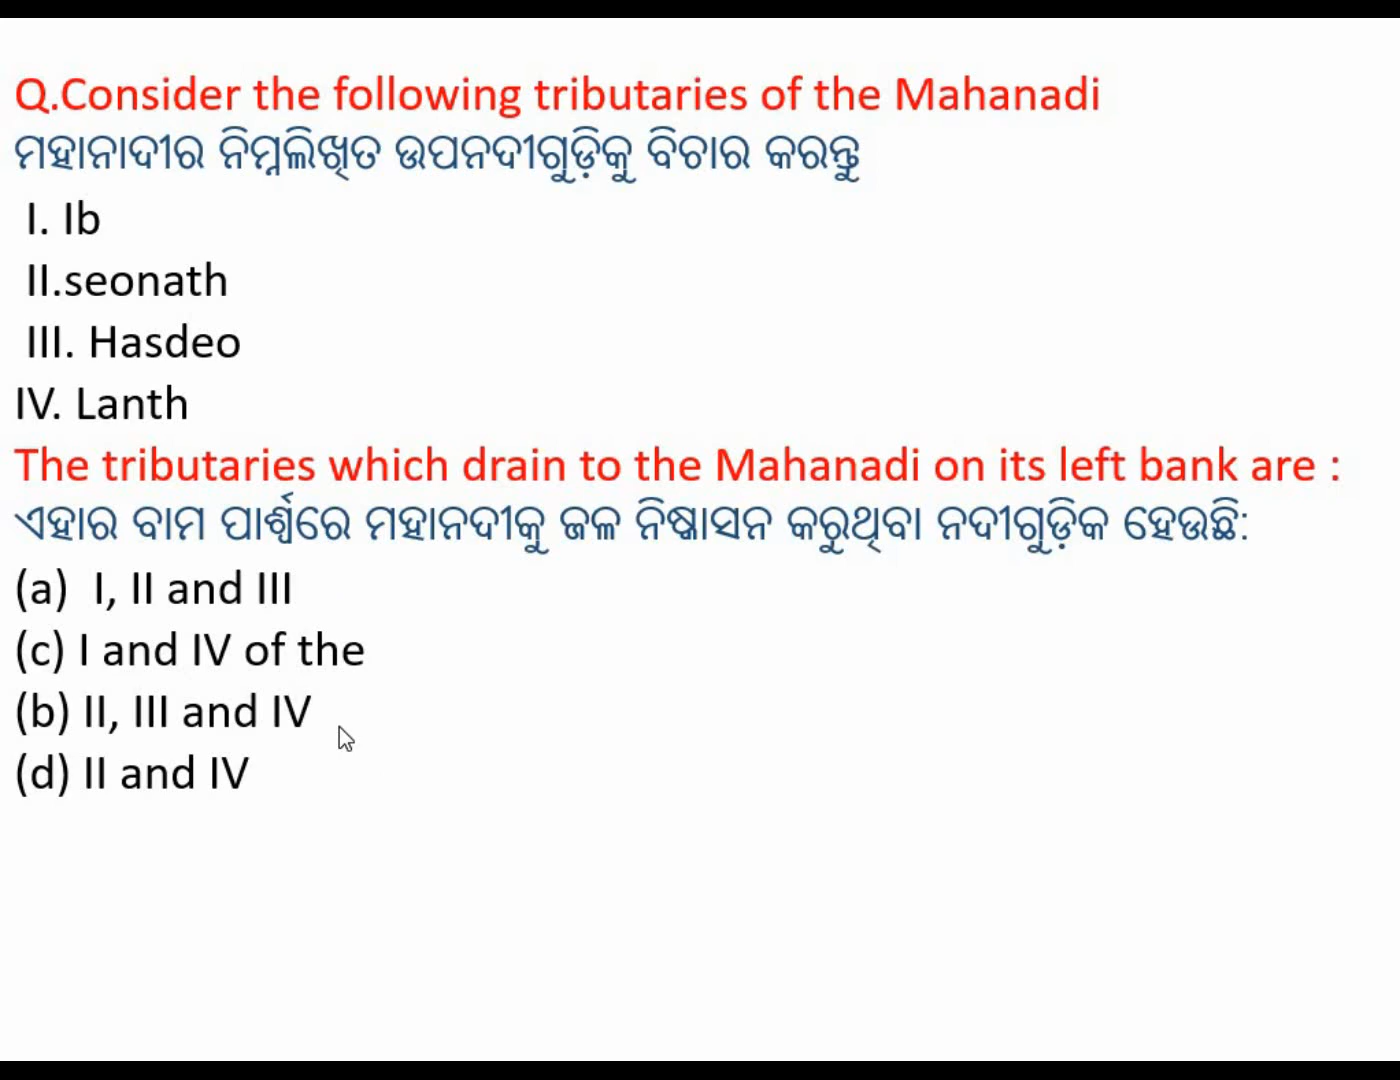 Q.Consider the following tributaries of the Mahanadi
ମହାନାଦୀର ନିମ୍ନଲିଖିତ ଉପନଦୀଗୁଡ଼ିକୁ ବିଚାର କରନ୍ତୁ
I. Ib
II.seonath
III. Hasdeo
IV. Lanth
The tributaries which drain to the Mahanadi on its left bank are :
ଏହାର ବାମ ପାର୍ଶ୍ୱରେ ମହାନଦୀକୁ ଜଳ ନିଷ୍କାସନ କରୁଥିବା ନଦୀଗୁଡ଼ିକ ହେଉଛି:
(a) I, II and III
(c) I and IV of the
(b) II, III and IV
(d) II and IV